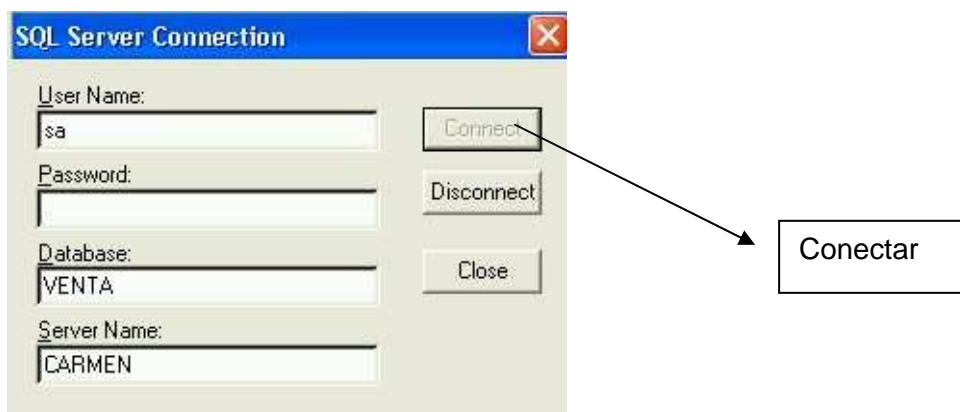 SQL Server Connection
User Name:
sa
Connect
Password:
Disconnect
Database:
VENTA
Close
Conectar
Server Name:
CARMEN